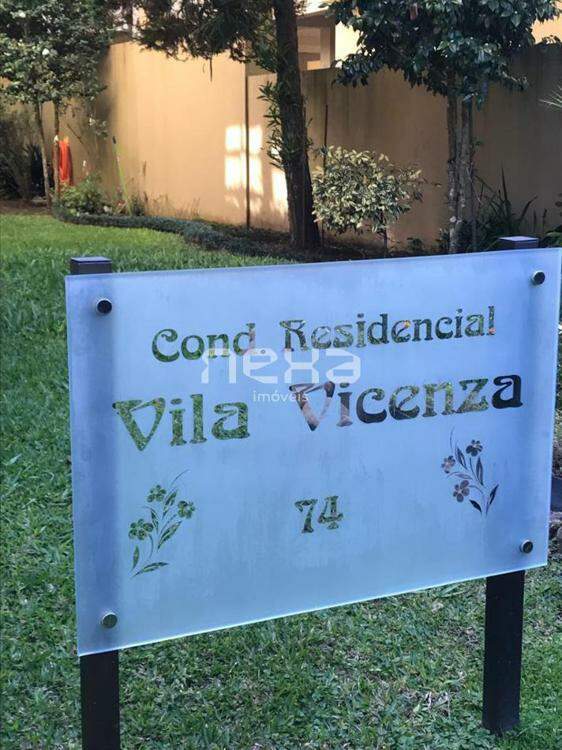 Cond Residencial
nexa
imóveis
Vila Vicenza
74